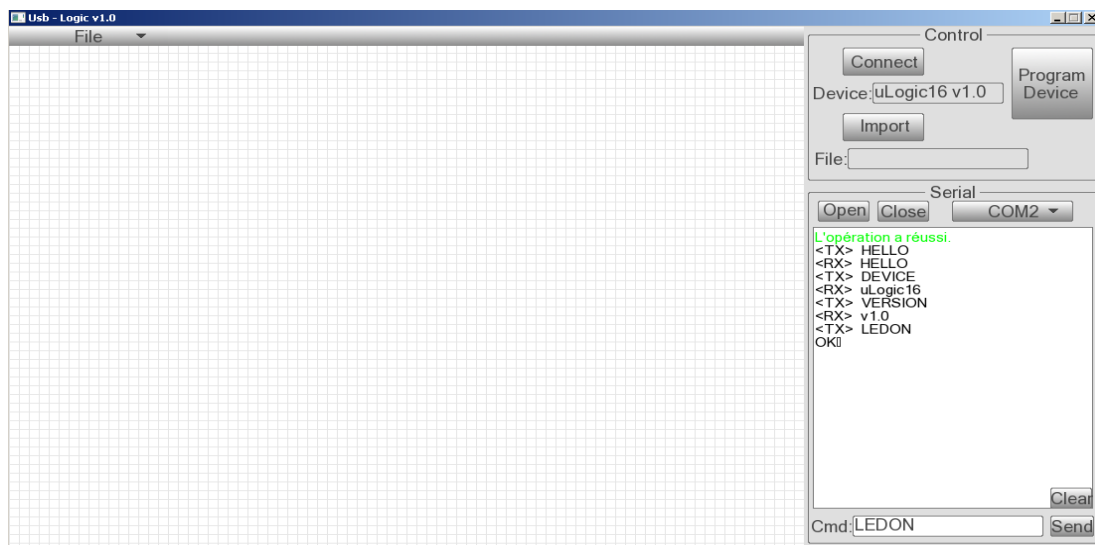 Usb - Logic v1.0
File
Control
Connect
Program
Device
Device: uLogic16 v1.0
Import
File:
Serial
Open Close COM2
L'opération a réussi.
<TX> HELLO
<RX> HELLO
<TX> DEVICE
<RX> uLogic16
<TX> VERSION
<RX> v1.0
<TX> LEDON
OK▯
Clear
Cmd: LEDON Send